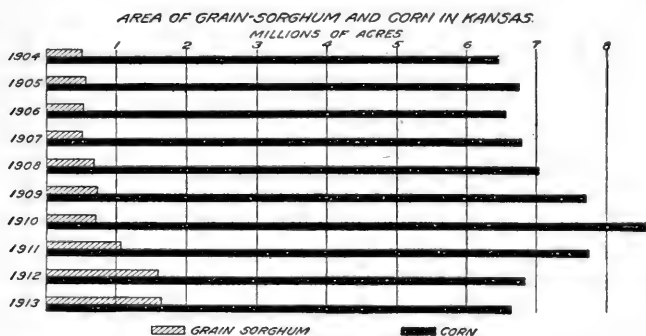 AREA OF GRAIN-SORGHUM AND CORN IN KANSAS.
MILLIONS OF ACRES
1 2 3 4 5 6 7 8
1904
1805
1906
1907
1908
1909
1910
1911
1912
1913
GRAIN SORGHUM CORN